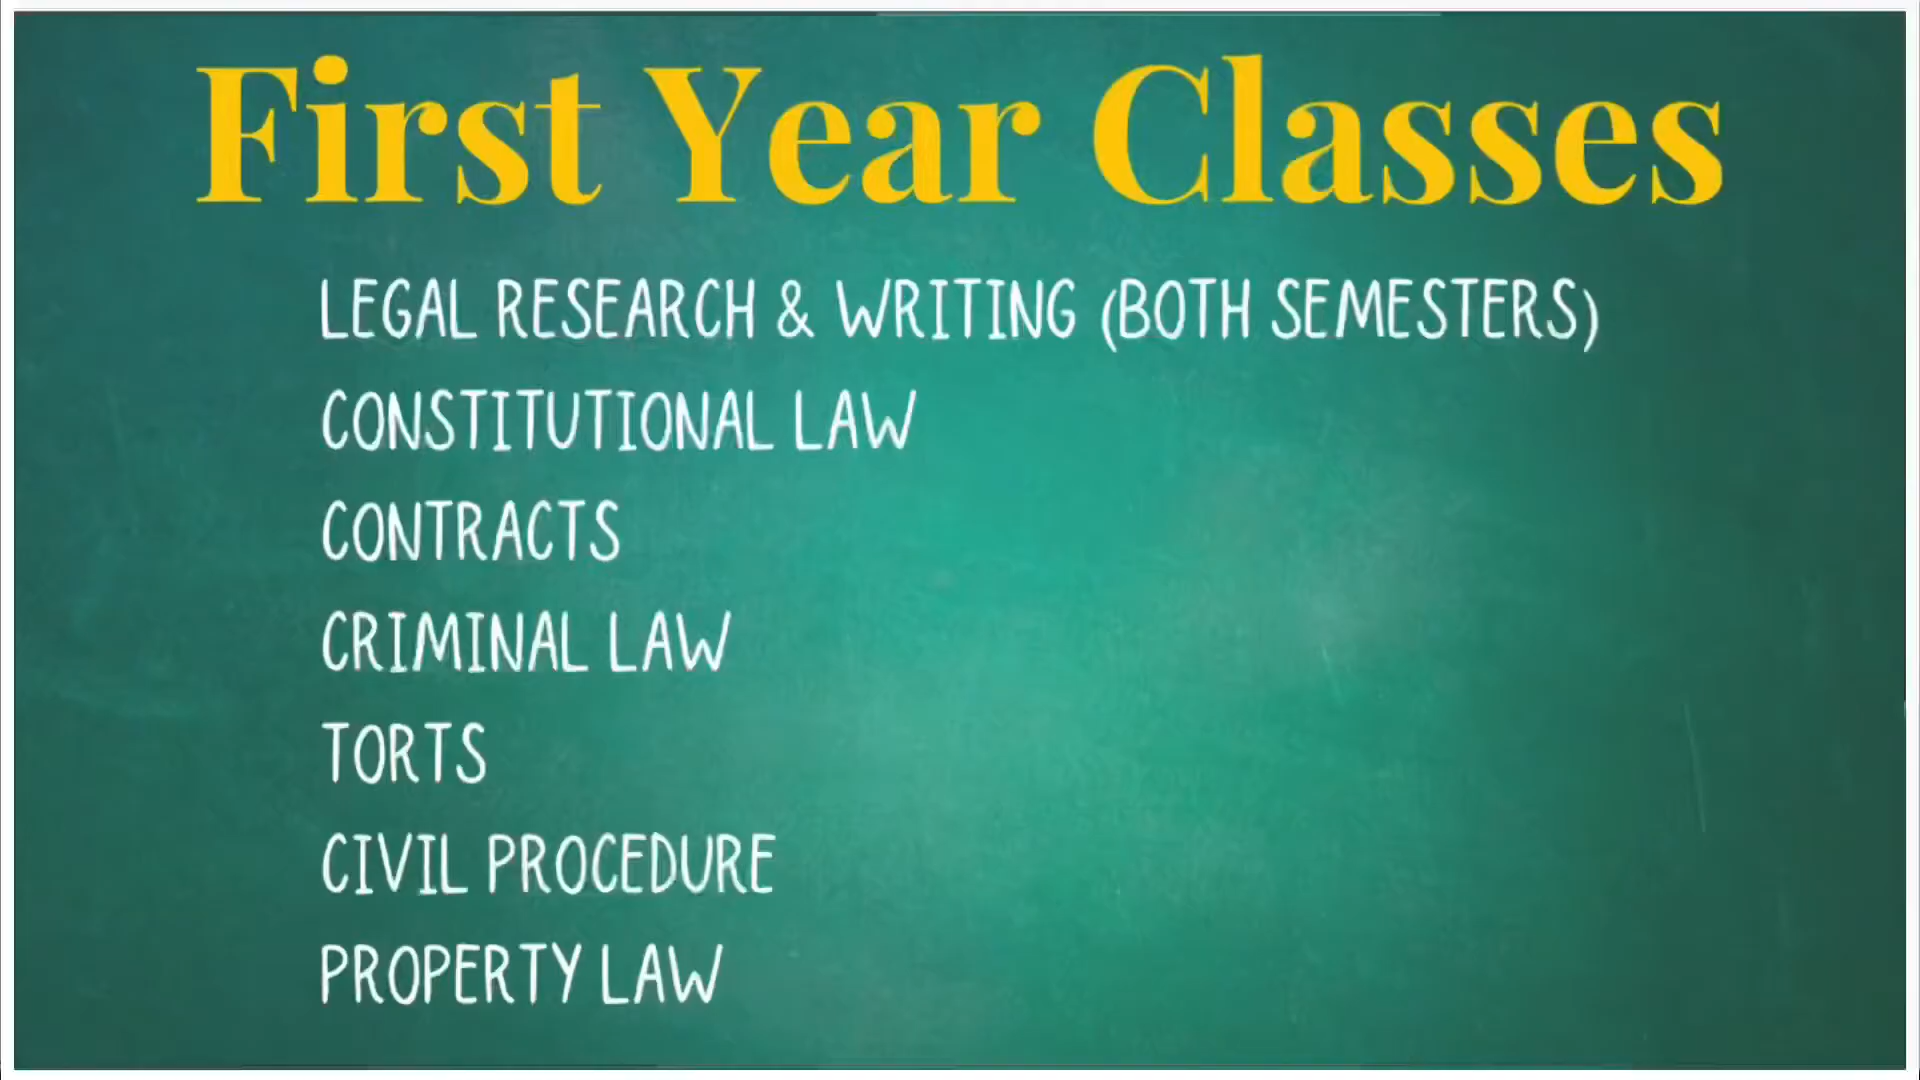 First Year Classes
LEGAL RESEARCH & WRITING (BOTH SEMESTERS)
CONSTITUTIONAL LAW
CONTRACTS
CRIMINAL LAW
TORTS
CIVIL PROCEDURE
PROPERTY LAW